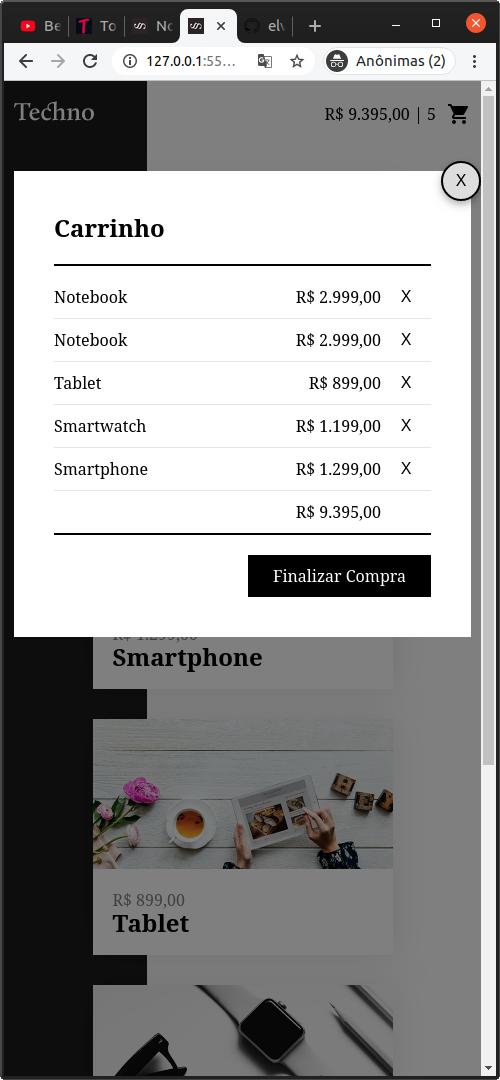 Be
To
No
elv
127.0.0.1:55…
Anônimas (2)
Techno
R$ 9.395,00 | 5
X
Carrinho
Notebook R$ 2.999,00 X
Notebook R$ 2.999,00 X
Tablet R$ 899,00 X
Smartwatch R$ 1.199,00 X
Smartphone R$ 1.299,00 X
R$ 9.395,00
Finalizar Compra
R$ 1.299,00
Smartphone
R$ 899,00
Tablet